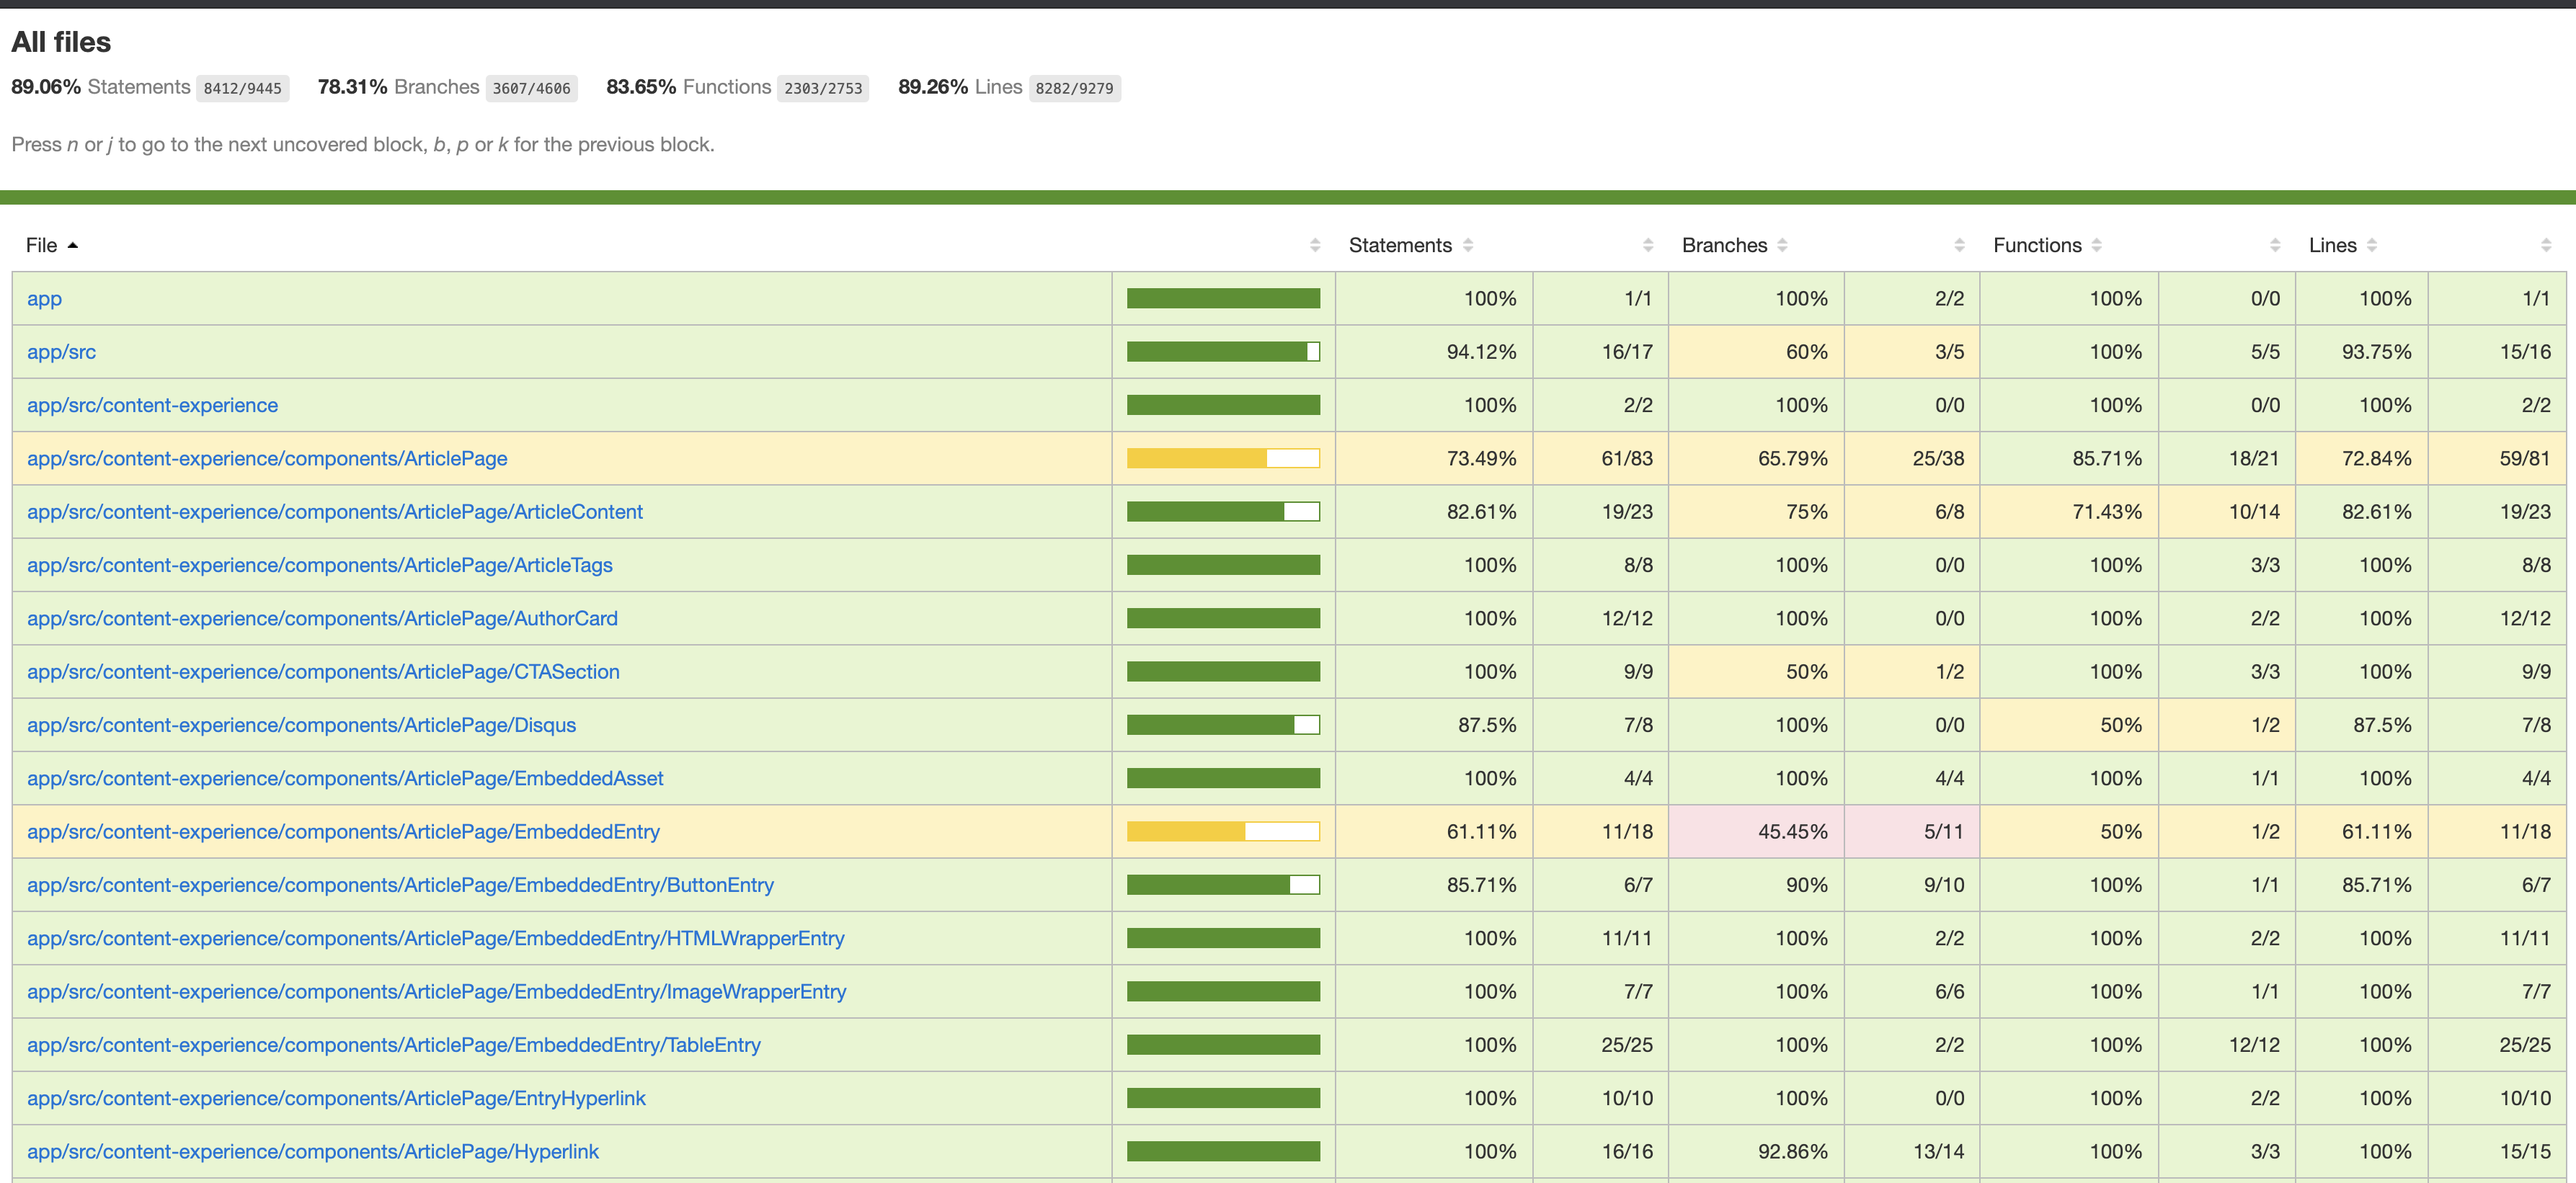 All files
89.06% Statements 8412/9445 78.31% Branches 3607/4606 83.65% Functions 2303/2753 89.26% Lines 8282/9279
Press n or j to go to the next uncovered block, b, p or k for the previous block.
File Statements Branches Functions Lines
app 100% 1/1 100% 2/2 100% 0/0 100% 1/1
app/src 94.12% 16/17 60% 3/5 100% 5/5 93.75% 15/16
app/src/content-experience 100% 2/2 100% 0/0 100% 0/0 100% 2/2
app/src/content-experience/components/ArticlePage 73.49% 61/83 65.79% 25/38 85.71% 18/21 72.84% 59/81
app/src/content-experience/components/ArticlePage/ArticleContent 82.61% 19/23 75% 6/8 71.43% 10/14 82.61% 19/23
app/src/content-experience/components/ArticlePage/ArticleTags 100% 8/8 100% 0/0 100% 3/3 100% 8/8
app/src/content-experience/components/ArticlePage/AuthorCard 100% 12/12 100% 0/0 100% 2/2 100% 12/12
app/src/content-experience/components/ArticlePage/CTASection 100% 9/9 50% 1/2 100% 3/3 100% 9/9
app/src/content-experience/components/ArticlePage/Disqus 87.5% 7/8 100% 0/0 50% 1/2 87.5% 7/8
app/src/content-experience/components/ArticlePage/EmbeddedAsset 100% 4/4 100% 4/4 100% 1/1 100% 4/4
app/src/content-experience/components/ArticlePage/EmbeddedEntry 61.11% 11/18 45.45% 5/11 50% 1/2 61.11% 11/18
app/src/content-experience/components/ArticlePage/EmbeddedEntry/ButtonEntry 85.71% 6/7 90% 9/10 100% 1/1 85.71% 6/7
app/src/content-experience/components/ArticlePage/EmbeddedEntry/HTMLWrapperEntry 100% 11/11 100% 2/2 100% 2/2 100% 11/11
app/src/content-experience/components/ArticlePage/EmbeddedEntry/ImageWrapperEntry 100% 7/7 100% 6/6 100% 1/1 100% 7/7
app/src/content-experience/components/ArticlePage/EmbeddedEntry/TableEntry 100% 25/25 100% 2/2 100% 12/12 100% 25/25
app/src/content-experience/components/ArticlePage/EntryHyperlink 100% 10/10 100% 0/0 100% 2/2 100% 10/10
app/src/content-experience/components/ArticlePage/Hyperlink 100% 16/16 92.86% 13/14 100% 3/3 100% 15/15